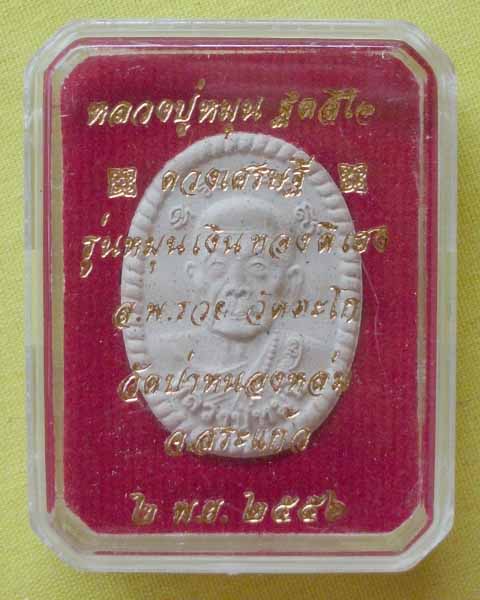 หลวงปู่หมุน ฐิตสีโล
ดวงเศรษฐี
รุ่นหมุนเงินทองดีเฮง
ล.พ.รวย วัดตะโก
วัดป่าหนองหล่ม
จ.สระแก้ว
๒ พ.ย. ๒๕๕๖